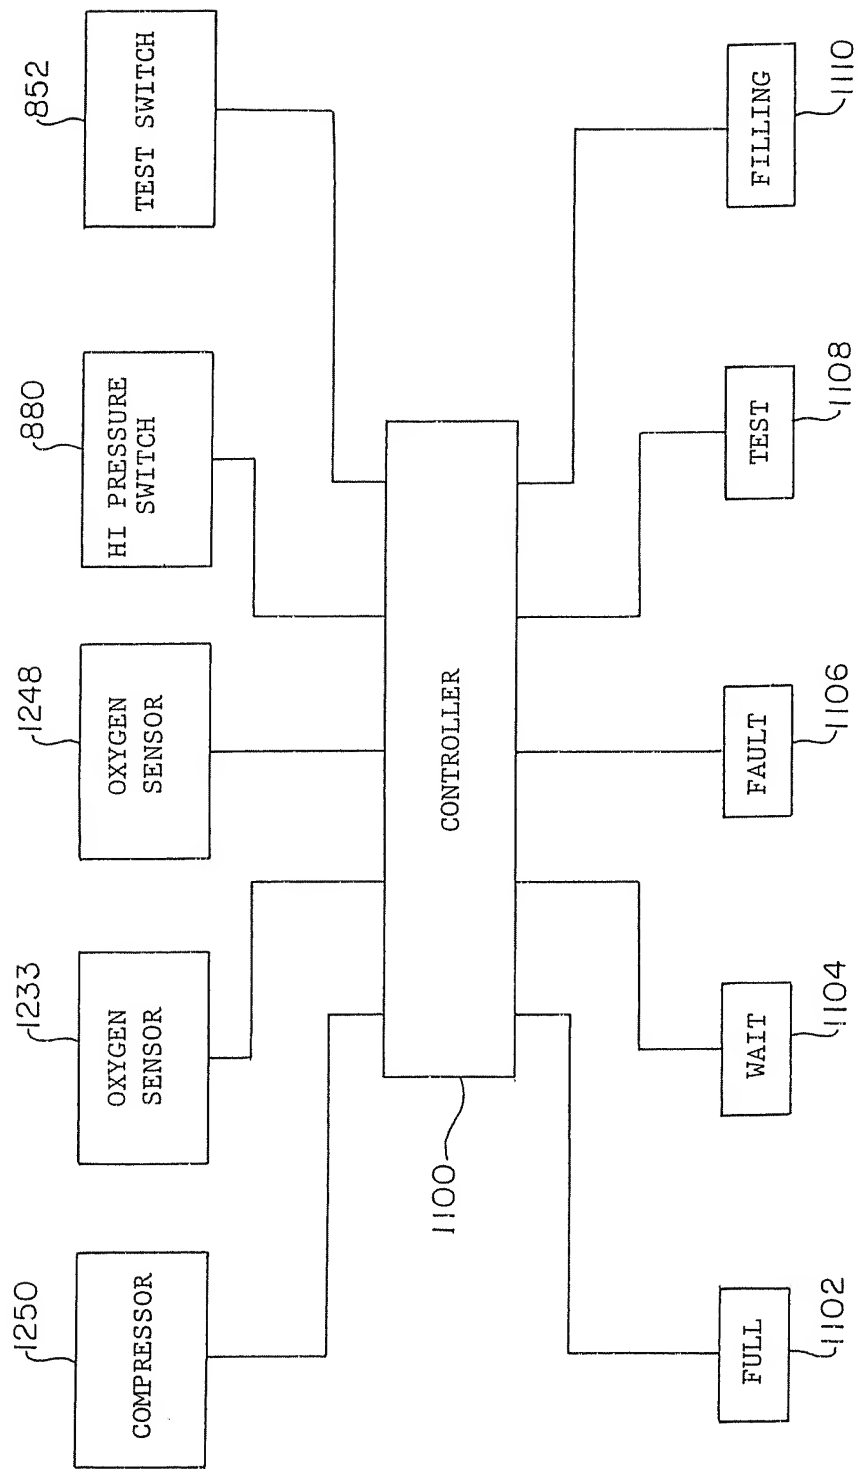 1250
COMPRESSOR
1233
OXYGEN
SENSOR
1248
OXYGEN
SENSOR
880
HI PRESSURE
SWITCH
852
TEST SWITCH
1100
CONTROLLER
FULL
1102
WAIT
1104
FAULT
1106
TEST
1108
FILLING
1110